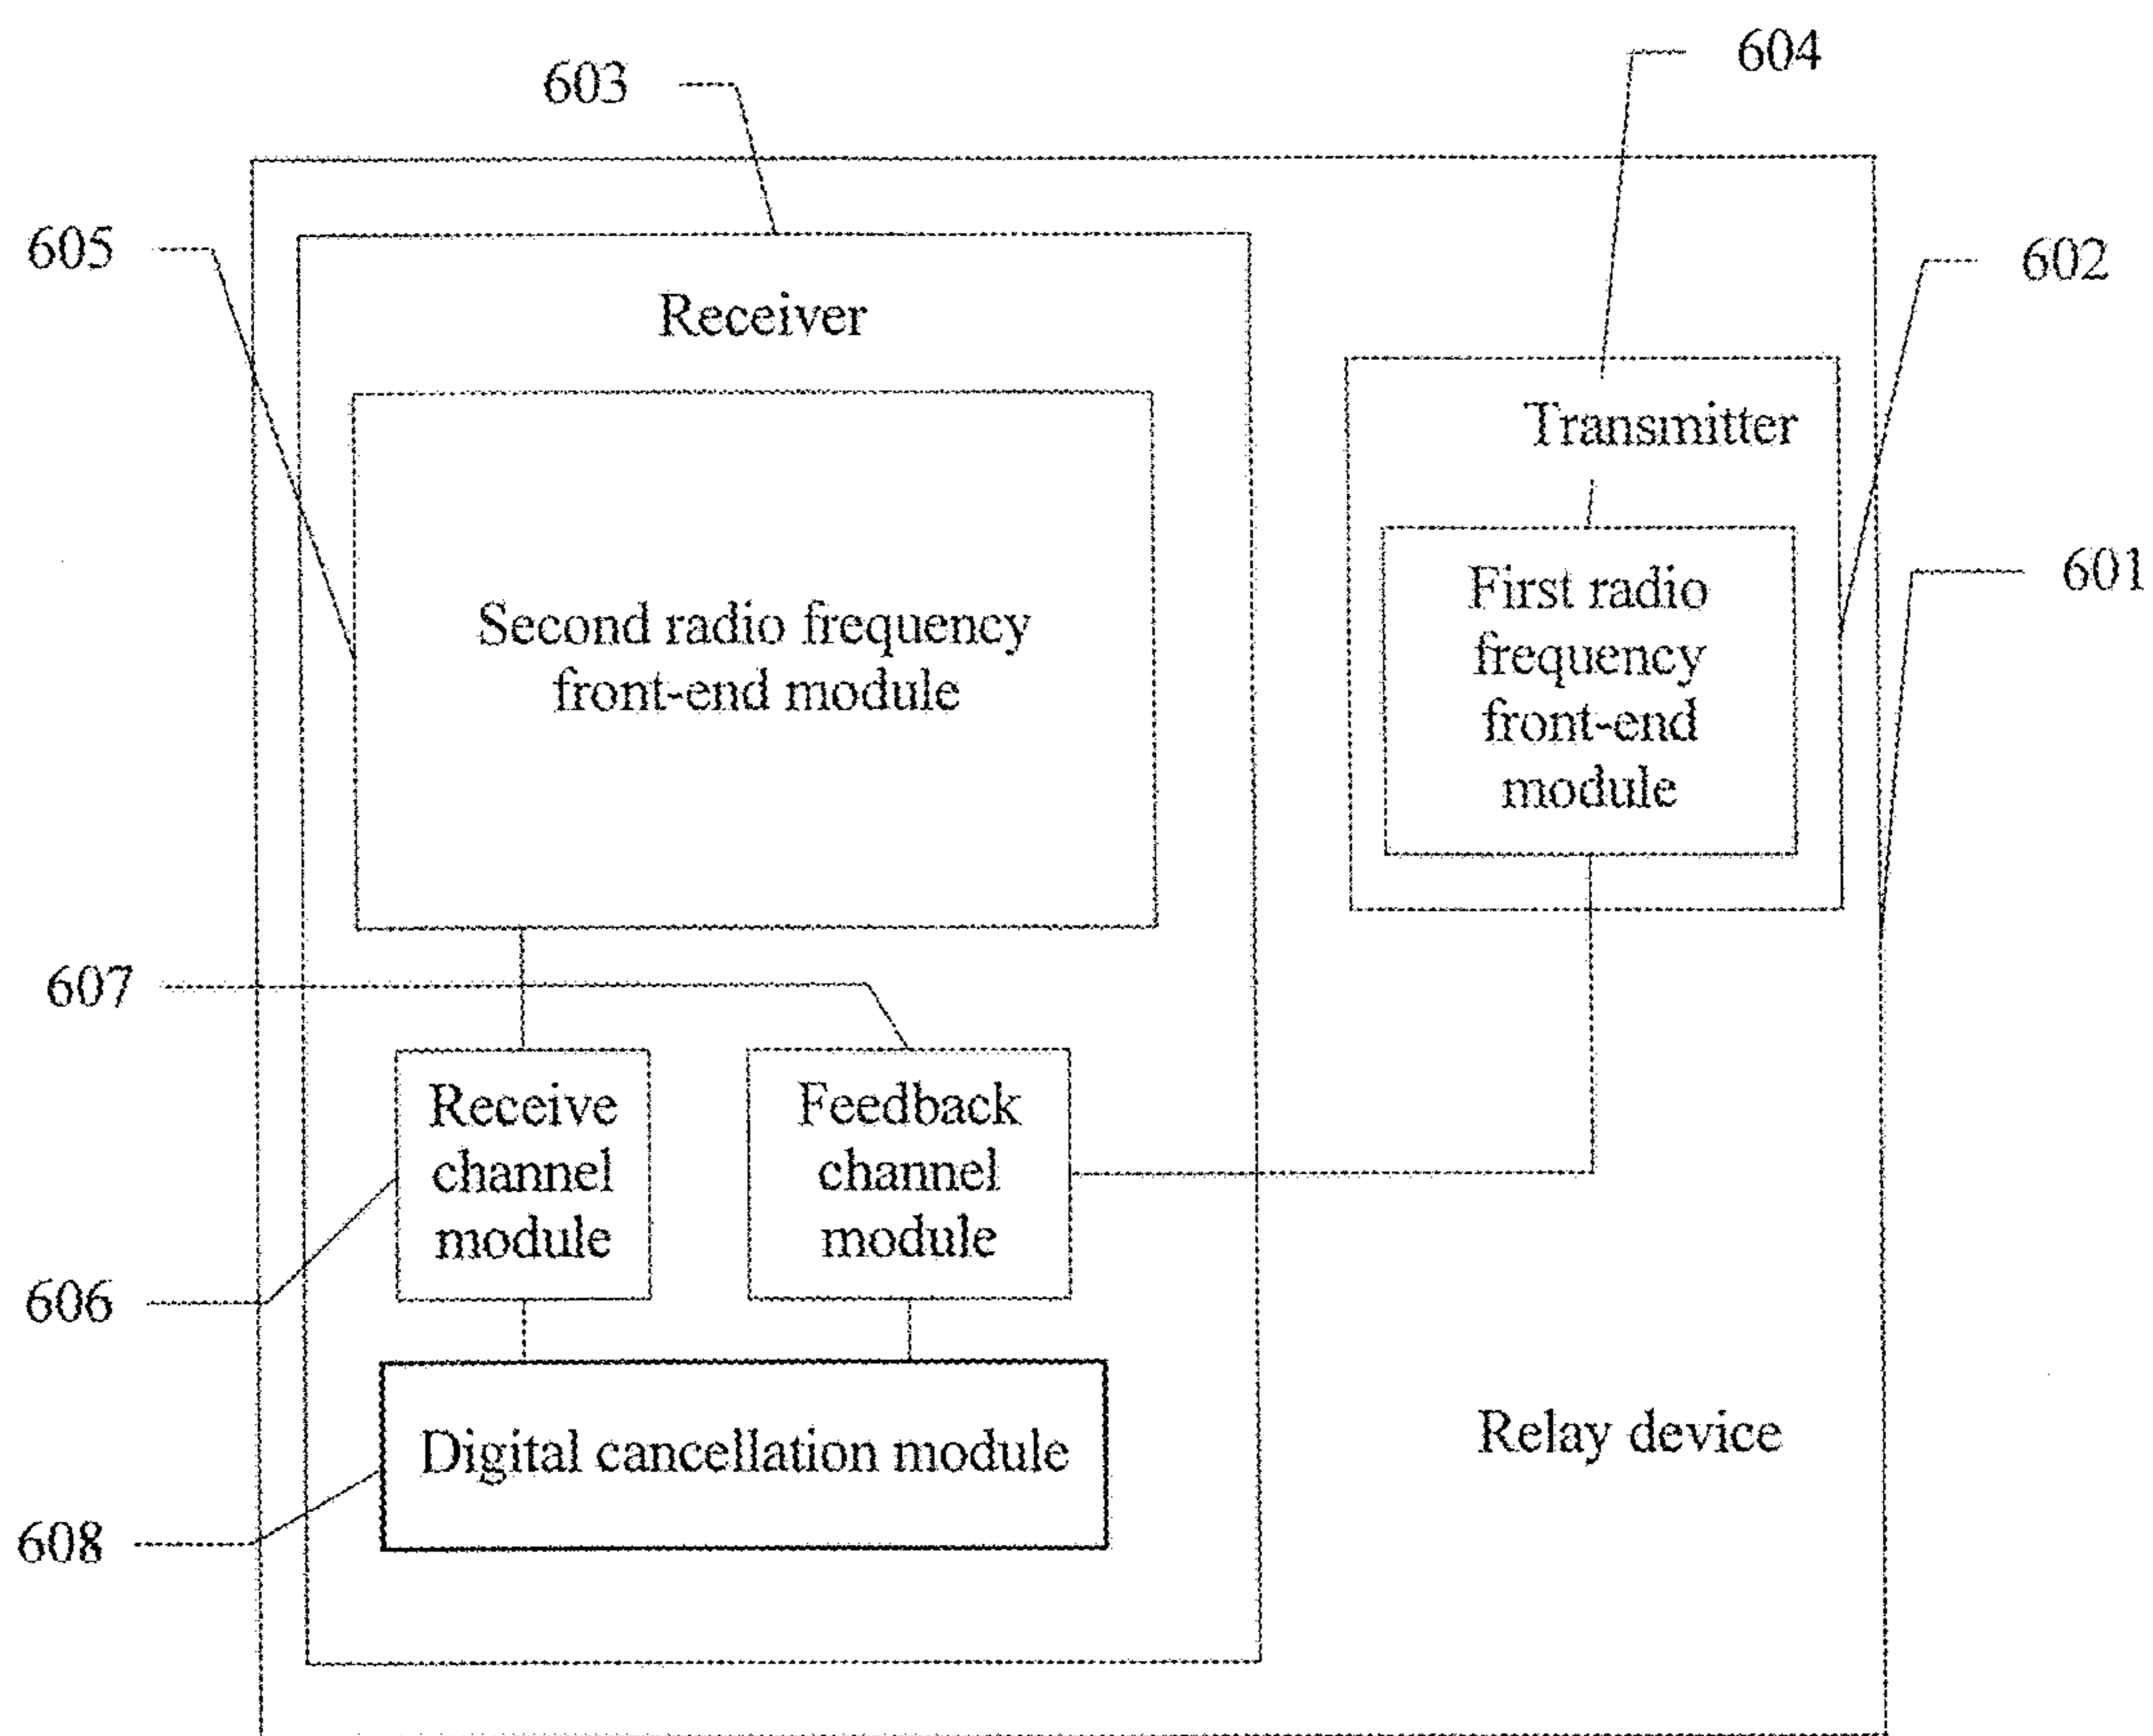 604
603
605
602
Receiver
Transmitter
601
First radio
frequency
front-end
module
Second radio frequency
front-end module
607
Receive
channel
module
Feedback
channel
module
606
Relay device
Digital cancellation module
608